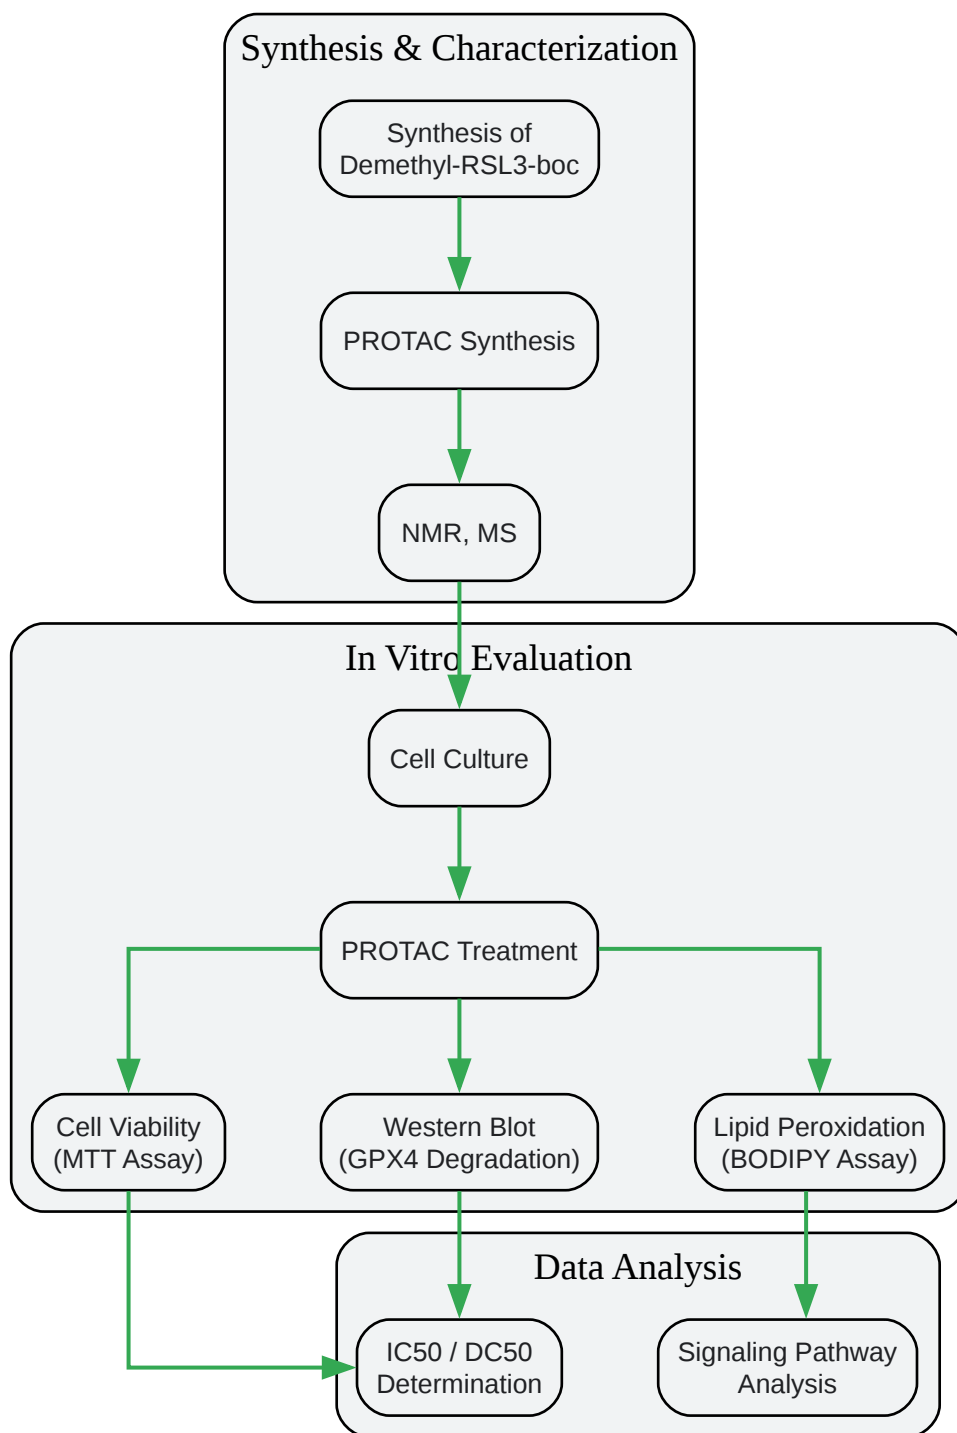 Synthesis & Characterization
Synthesis of
Demethyl-RSL3-boc
PROTAC Synthesis
NMR, MS
In Vitro Evaluation
Cell Culture
PROTAC Treatment
Cell Viability
(MTT Assay)
Western Blot
(GPX4 Degradation)
Lipid Peroxidation
(BODIPY Assay)
Data Analysis
IC50 / DC50
Determination
Signaling Pathway
Analysis